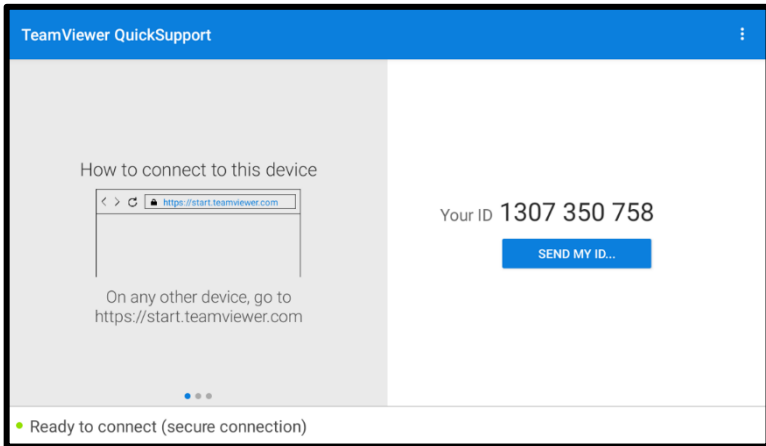 TeamViewer QuickSupport
How to connect to this device
https://start.teamviewer.com
On any other device, go to
https://start.teamviewer.com
Your ID 1307 350 758
SEND MY ID...
Ready to connect (secure connection)